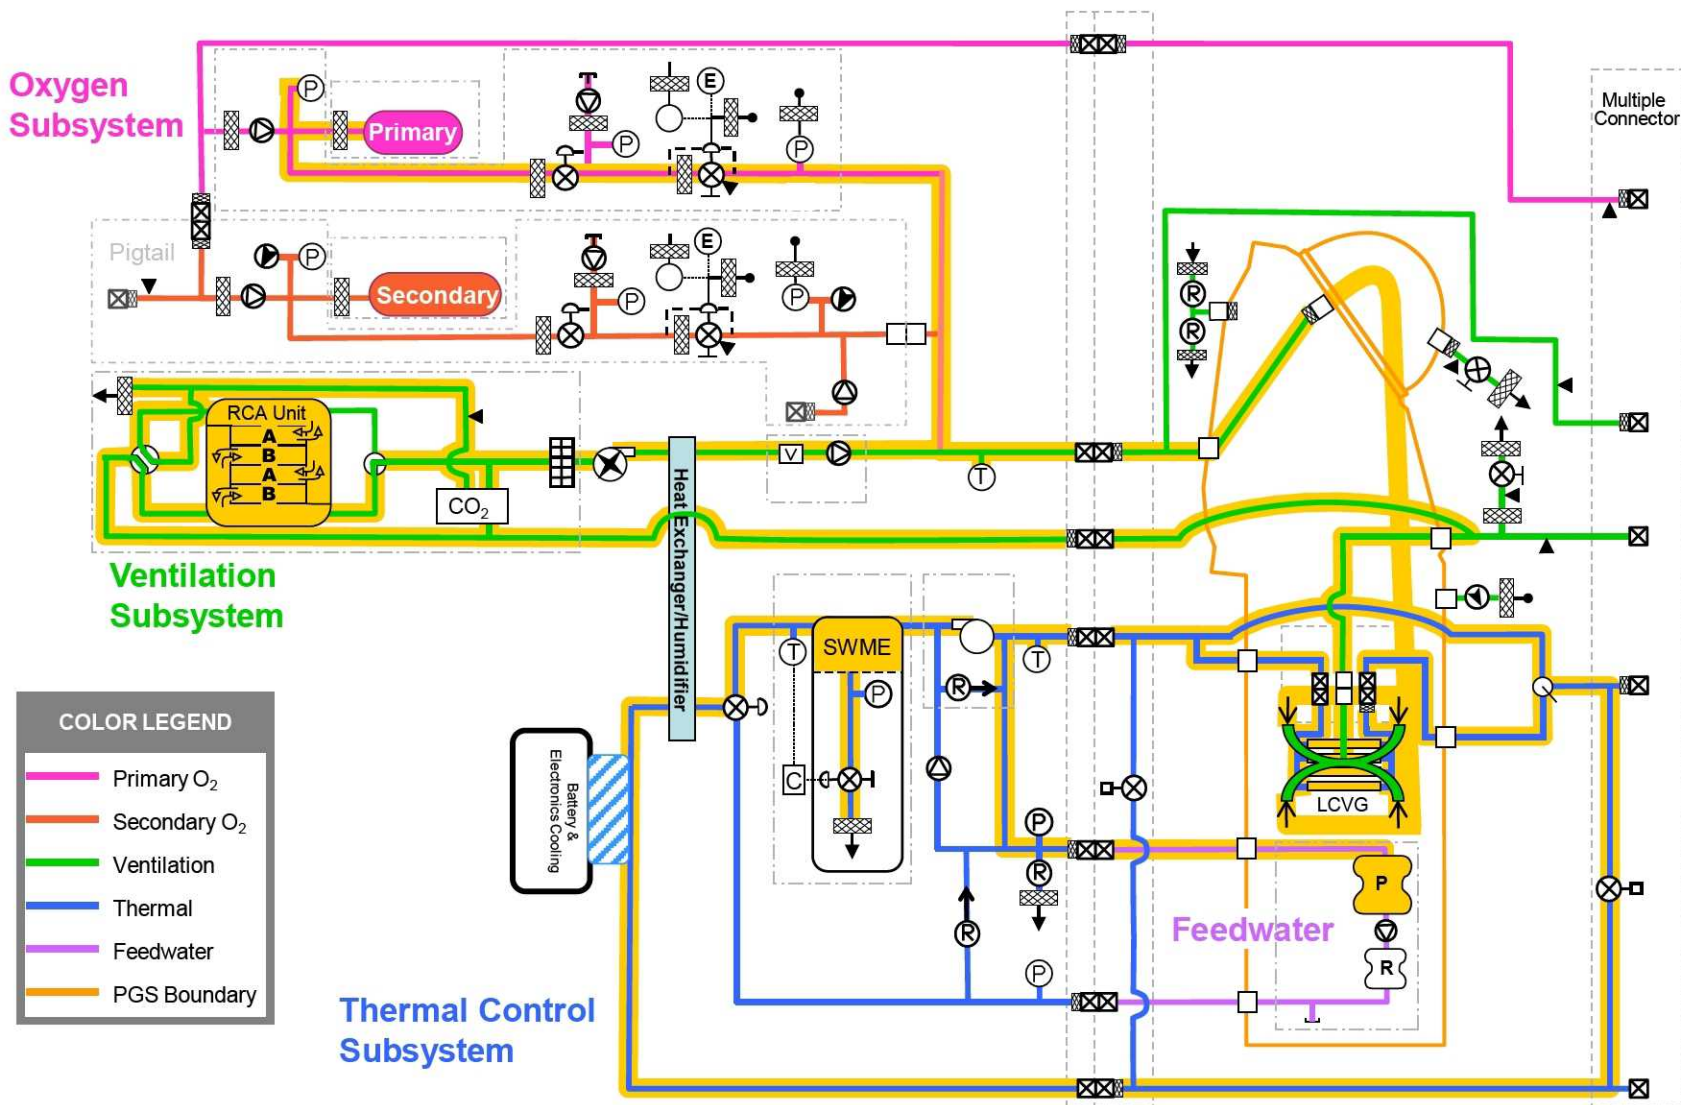 Oxygen
Subsystem
P
Primary
P
E
P
Multiple
Connector
Pigtail
P
Secondary
P
E
P
R
R
RCA Unit
A
B
A
B
CO2
V
T
Heat Exchanger/Humidifier
Ventilation
Subsystem
T
SWME
P
C
R
T
LCVG
Battery &
Electronics Cooling
P
R
R
P
Feedwater
P
R
COLOR LEGEND
Primary O2
Secondary O2
Ventilation
Thermal
Feedwater
PGS Boundary
Thermal Control
Subsystem